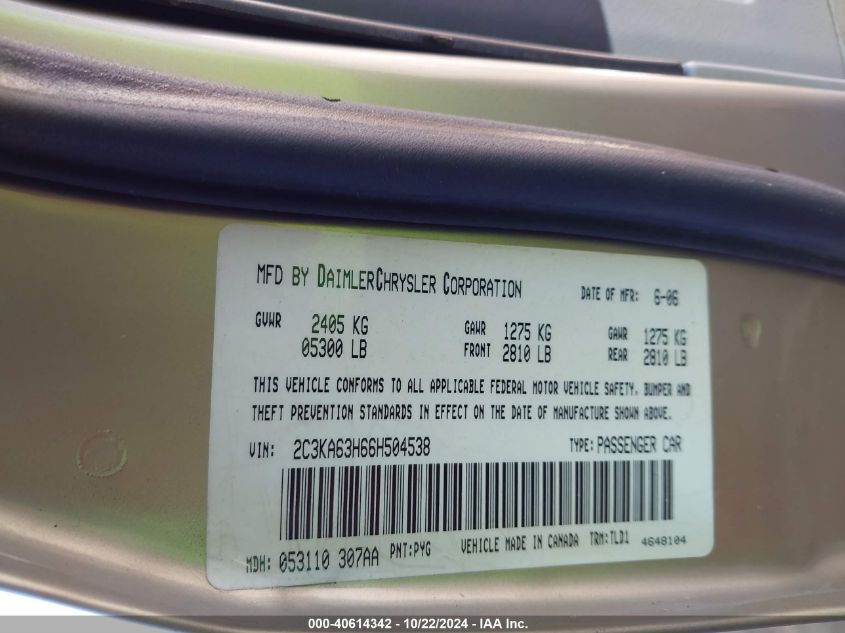 MFD BY DAIMLERCHRYSLER CORPORATION DATE OF MFR: 6-06
GVWR 2405 KG GAWR 1275 KG GAWR 1275 KG
05300 LB FRONT 2810 LB REAR 2810 LB
THIS VEHICLE CONFORMS TO ALL APPLICABLE FEDERAL MOTOR VEHICLE SAFETY, BUMPER AND
THEFT PREVENTION STANDARDS IN EFFECT ON THE DATE OF MANUFACTURE SHOWN ABOVE.
VIN: 2C3KA63H66H504538 TYPE: PASSENGER CAR
MDH: 053110 307AA PNT:PYG VEHICLE MADE IN CANADA TRM:TLD1 4648104
000-40614342 - 10/22/2024 - IAA Inc.